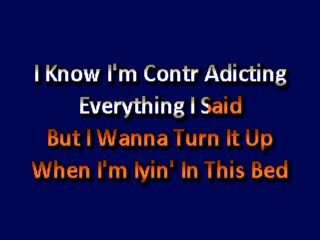 I Know I'm Contr Adicting
Everything I Said
But I Wanna Turn It Up
When I'm lyin' In This Bed